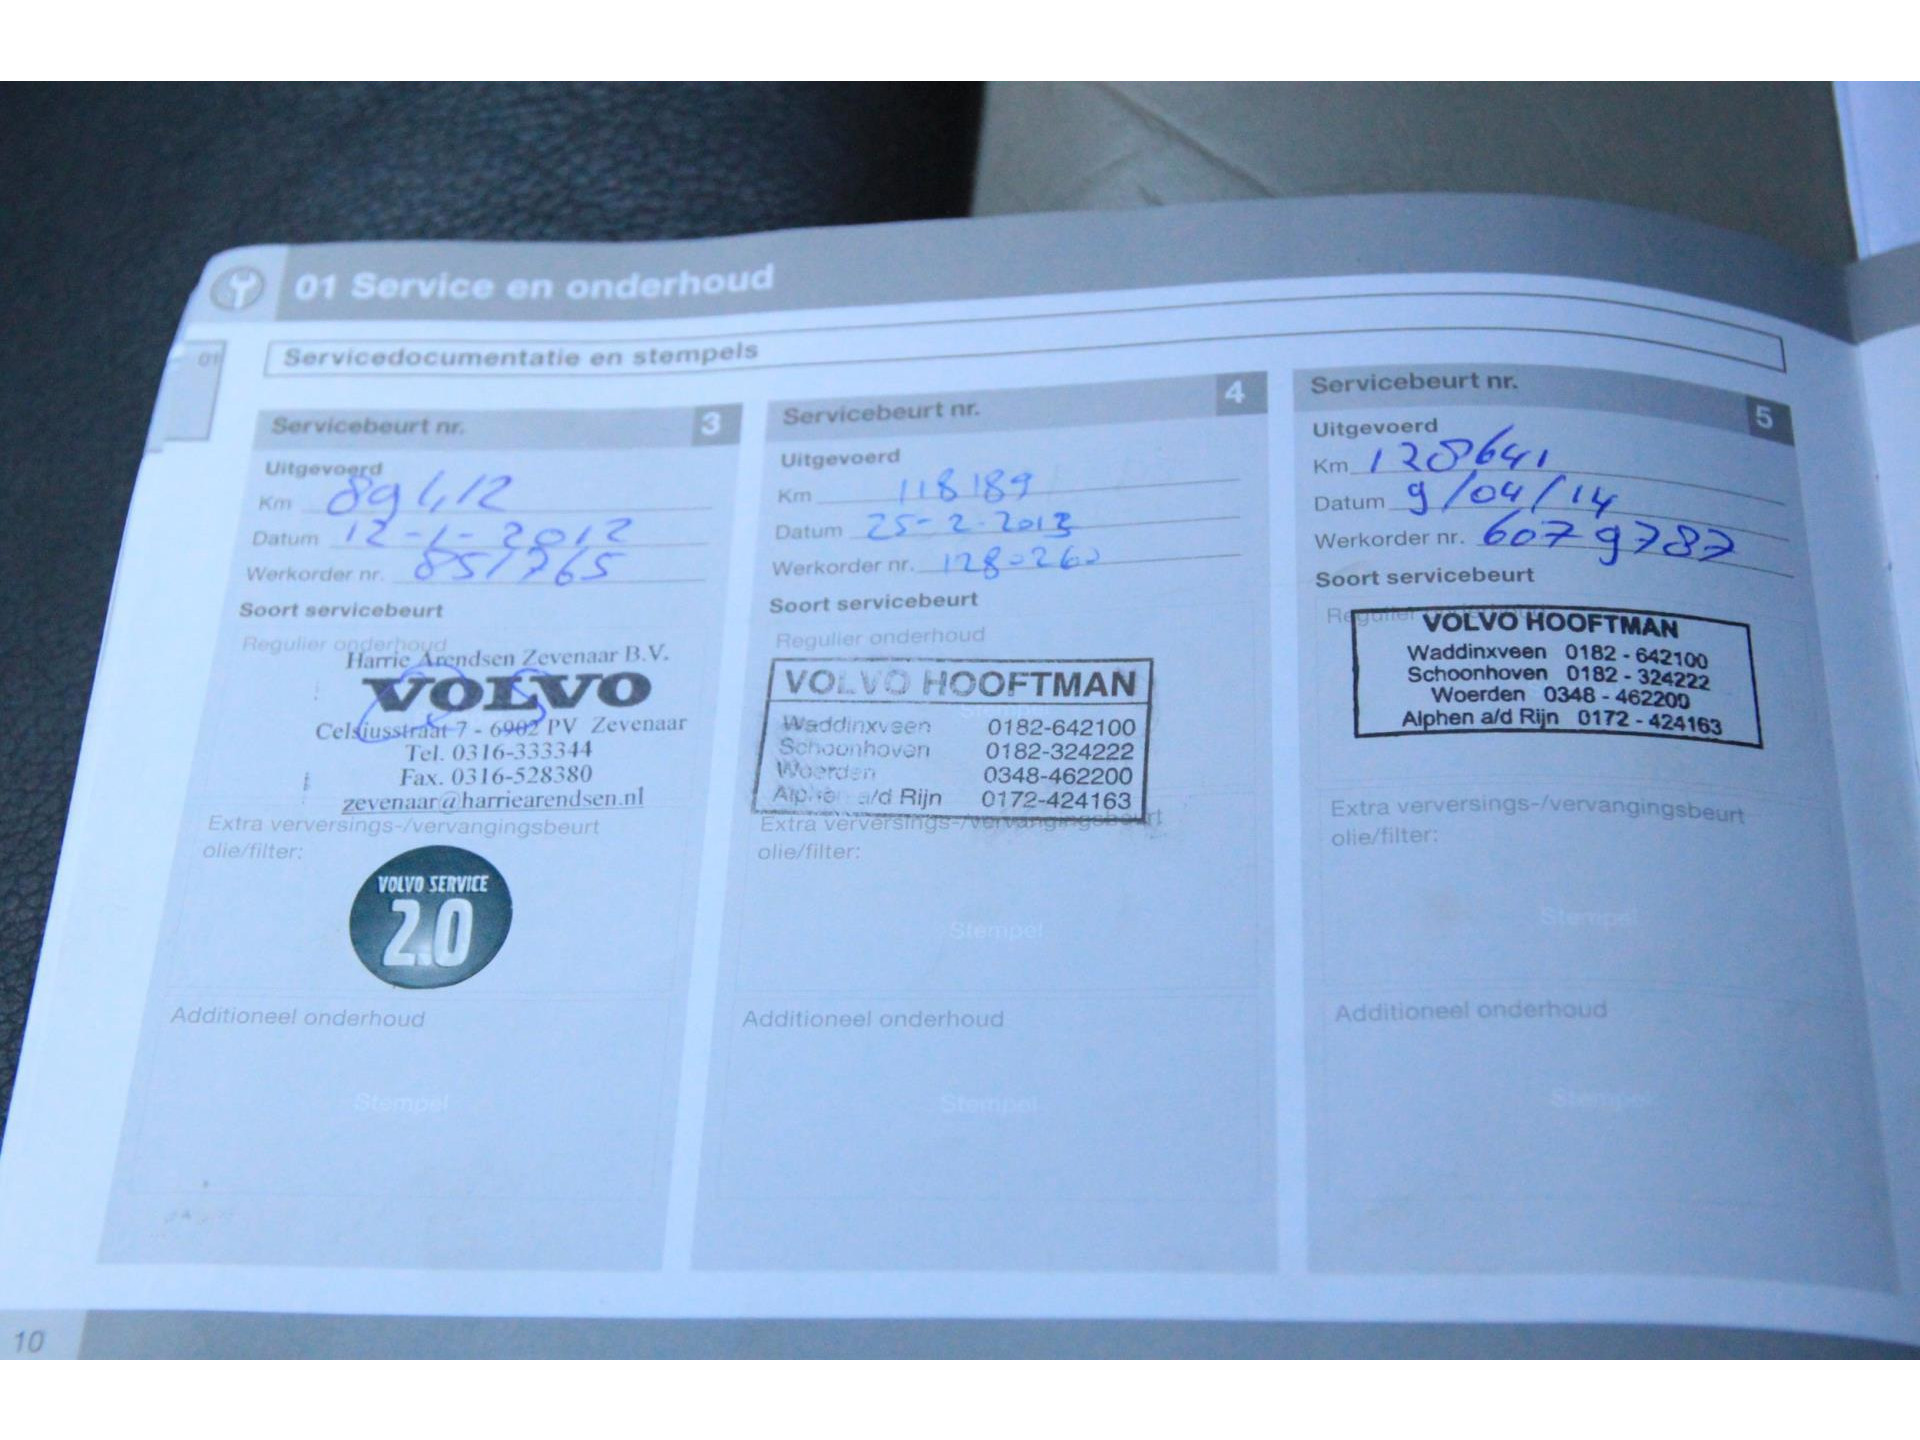 01 Service en onderhoud
01
Servicedocumentatie en stempels
Servicebeurt nr. 3
Uitgevoerd
Km
Datum 12-1-2012
Werkorder nr. 851765
Soort servicebeurt
Regulier onderhoud
Harrie Arendsen Zevenaar B.V.
VOLVO
Celsiusstraat 7 - 6902 PV Zevenaar
Tel. 0316-333344
Fax. 0316-528380
zevenaar@harriearendsen.nl
Extra verversings-/vervangingsbeurt
olie/filter:
VOLVO SERVICE
2.0
Additioneel onderhoud
Stempel
Servicebeurt nr. 4
Uitgevoerd
Km 118189
Datum 25-2-2013
Werkorder nr. 1280260
Soort servicebeurt
Regulier onderhoud
VOLVO HOOFTMAN
Stempel
Waddinxveen 0182-642100
Schoonhoven 0182-324222
Woerden 0348-462200
Alphen a/d Rijn 0172-424163
Extra verversings-/vervangingsbeurt
olie/filter:
Stempel
Additioneel onderhoud
Stempel
Servicebeurt nr. 5
Uitgevoerd
Km 128641
Datum 9/04/14
Werkorder nr. 6079787
Soort servicebeurt
Regulier onderhoud
VOLVO HOOFTMAN
Waddinxveen 0182 - 642100
Schoonhoven 0182 - 324222
Woerden 0348 - 462200
Alphen a/d Rijn 0172 - 424163
Extra verversings-/vervangingsbeurt
olie/filter:
Stempel
Additioneel onderhoud
Stempel
10